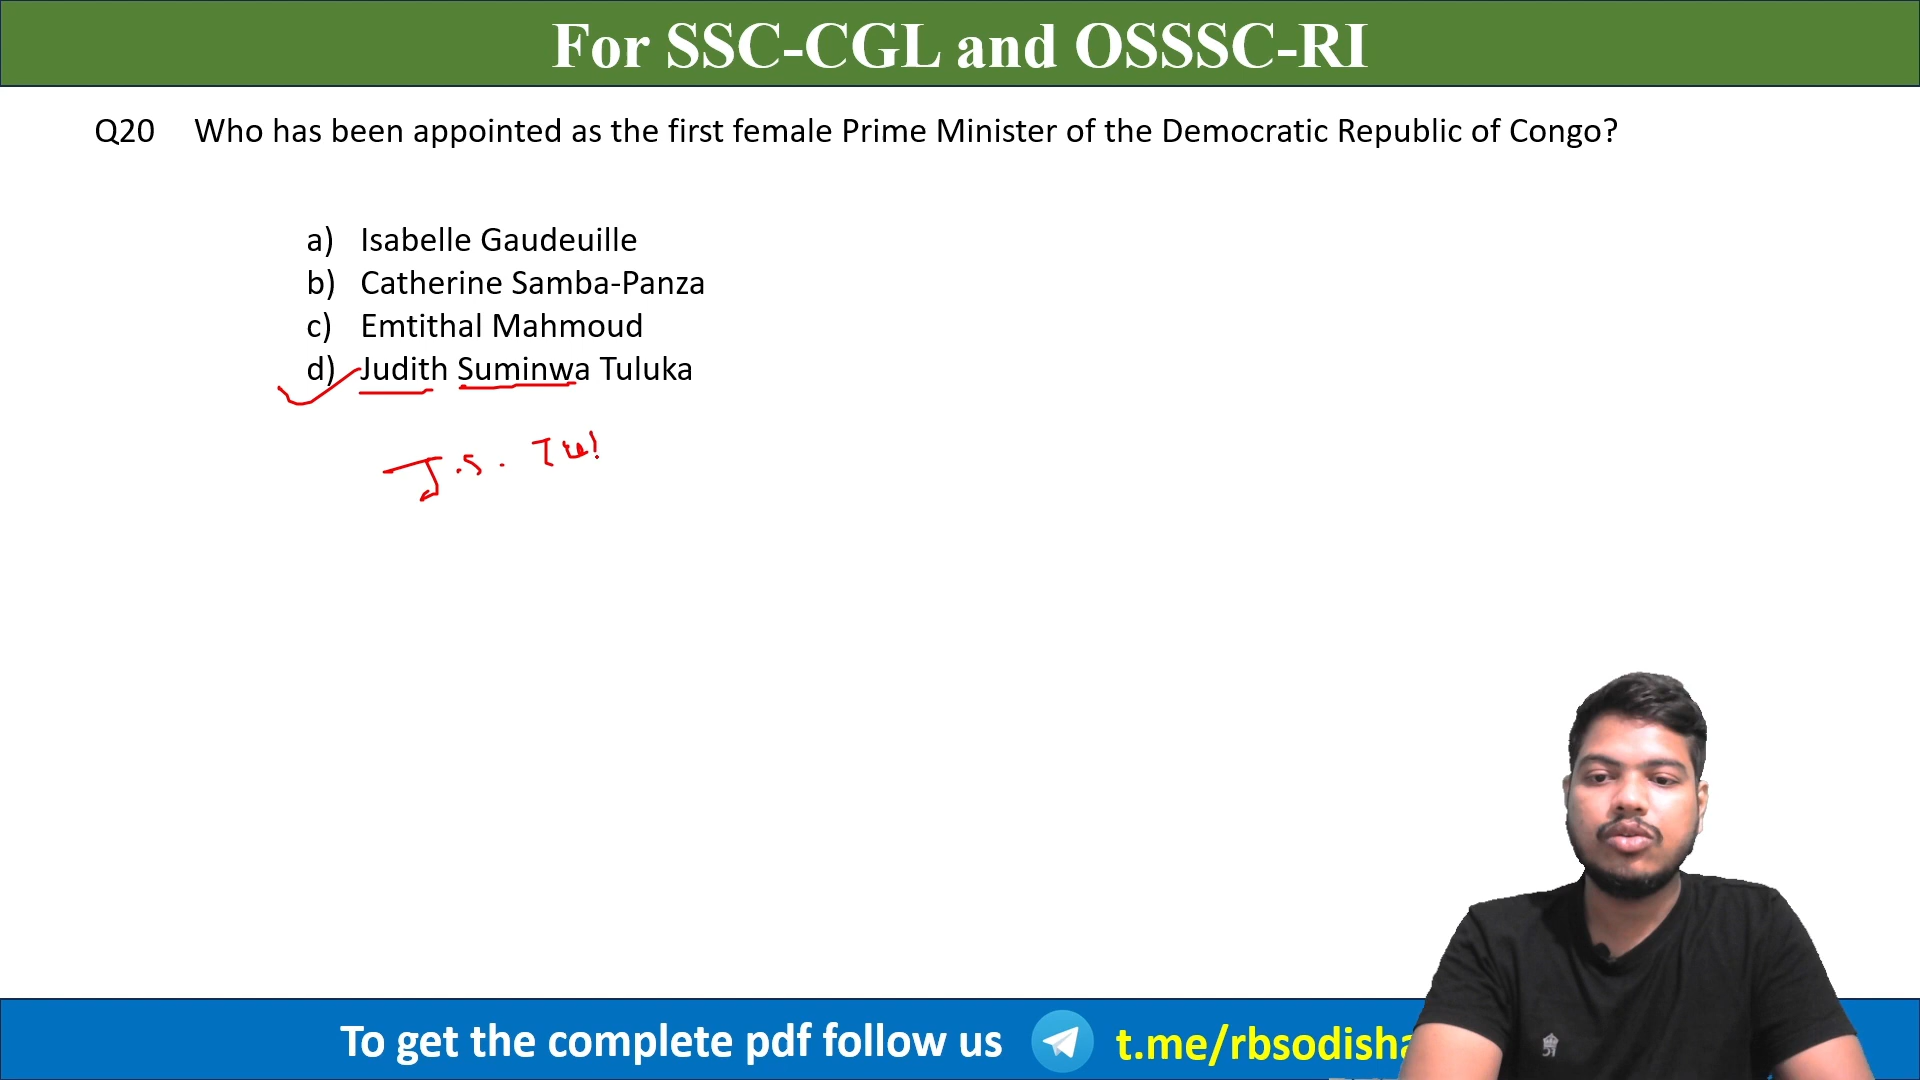 For SSC-CGL and OSSSC-RI
Q20 Who has been appointed as the first female Prime Minister of the Democratic Republic of Congo?
a) Isabelle Gaudeuille
b) Catherine Samba-Panza
c) Emtithal Mahmoud
d) Judith Suminwa Tuluka
J.S. Tul
To get the complete pdf follow us t.me/rbsodisha